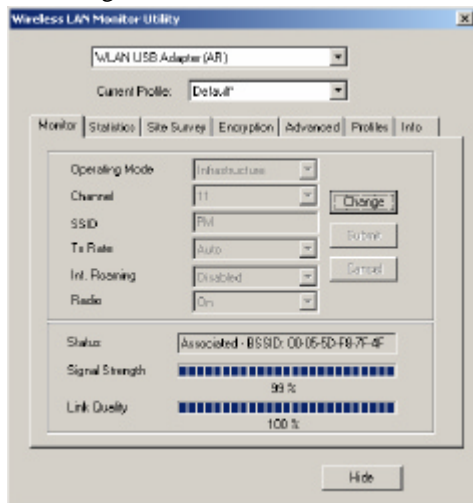 Wireless LAN Monitor Utility
WLAN USB Adapter (AR)
Current Profile: Default*
Monitor Statistics Site Survey Encryption Advanced Profiles Info
Operating Mode Infrastructure
Channel 11 Change
SSID PM
Tx Rate Auto Submit
Int. Roaming Disabled Cancel
Radio On
Status: Associated - BSSID: 00-05-5D-F8-7F-4F
Signal Strength
99 %
Link Quality
100 %
Hide